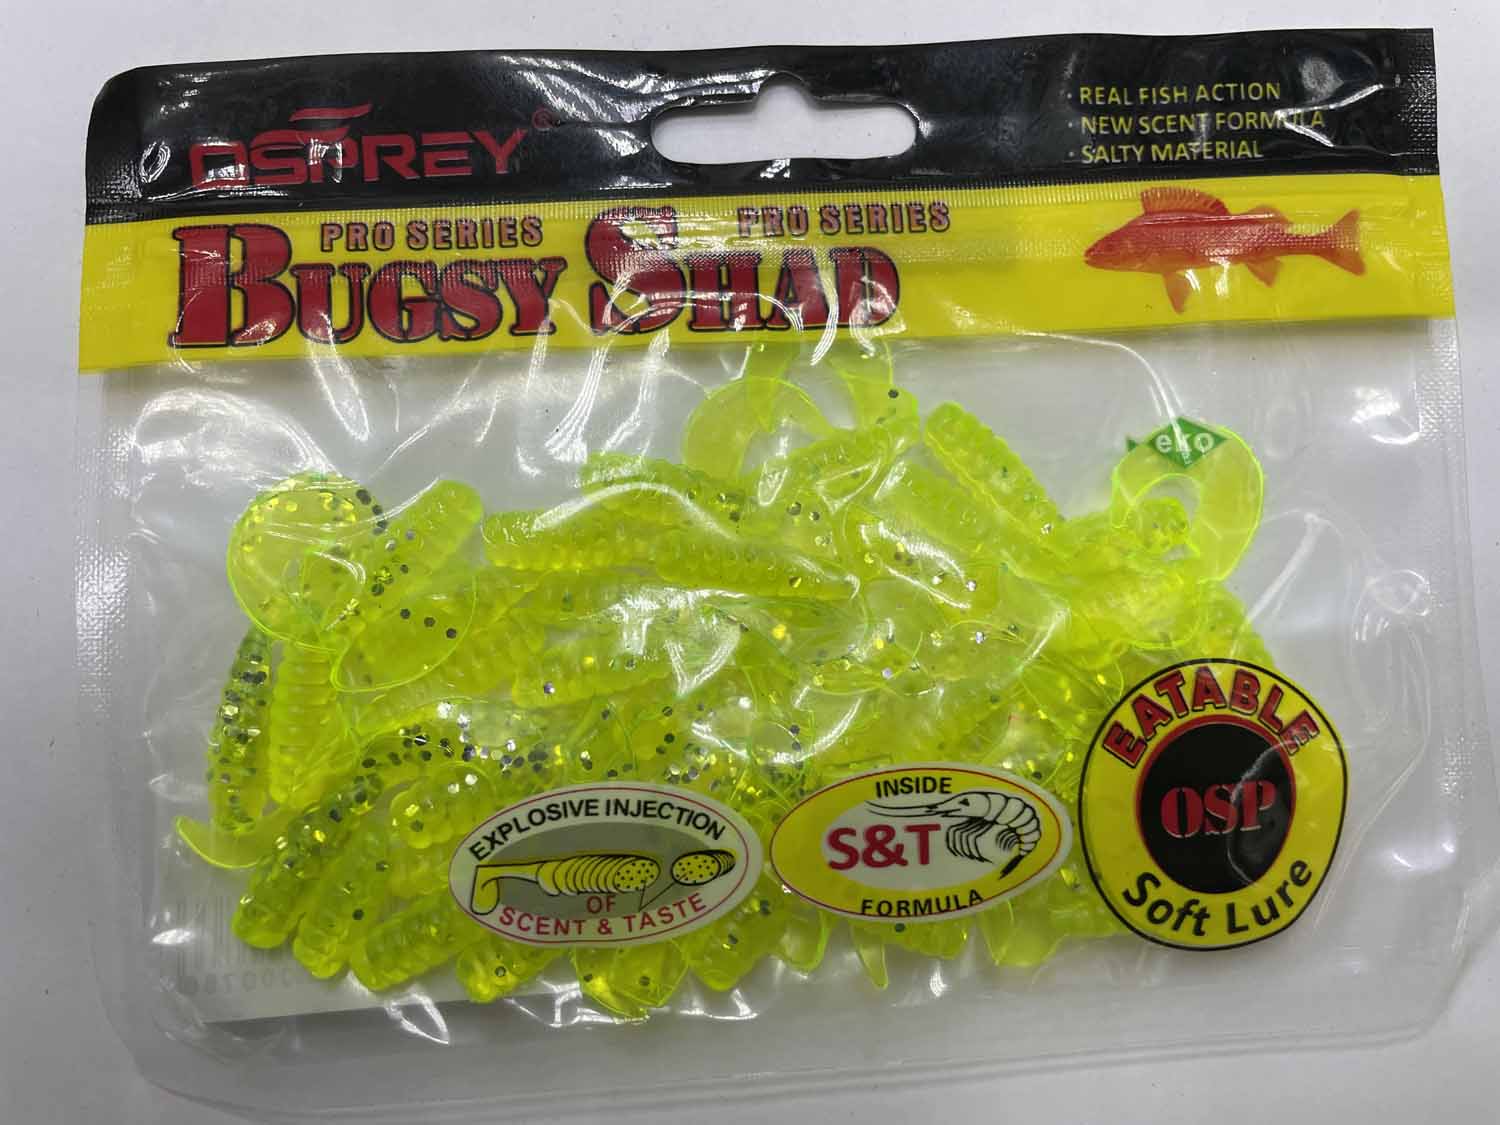 OSPREY®
· REAL FISH ACTION
· NEW SCENT FORMULA
· SALTY MATERIAL
PRO SERIES PRO SERIES
BUGSY SHAD
eko
EATABLE
OSP
Soft Lure
INSIDE
S&T
FORMULA
EXPLOSIVE INJECTION
OF
SCENT & TASTE